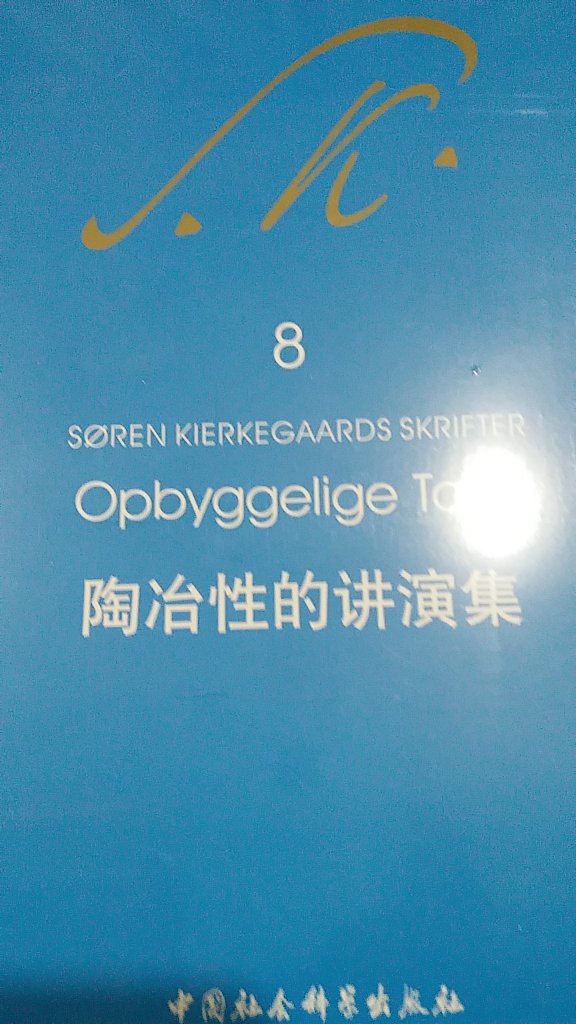 S. K.
8
SØREN KIERKEGAARDS SKRIFTER
Opbyggelige
陶冶性的讲演集
中国社会科学出版社